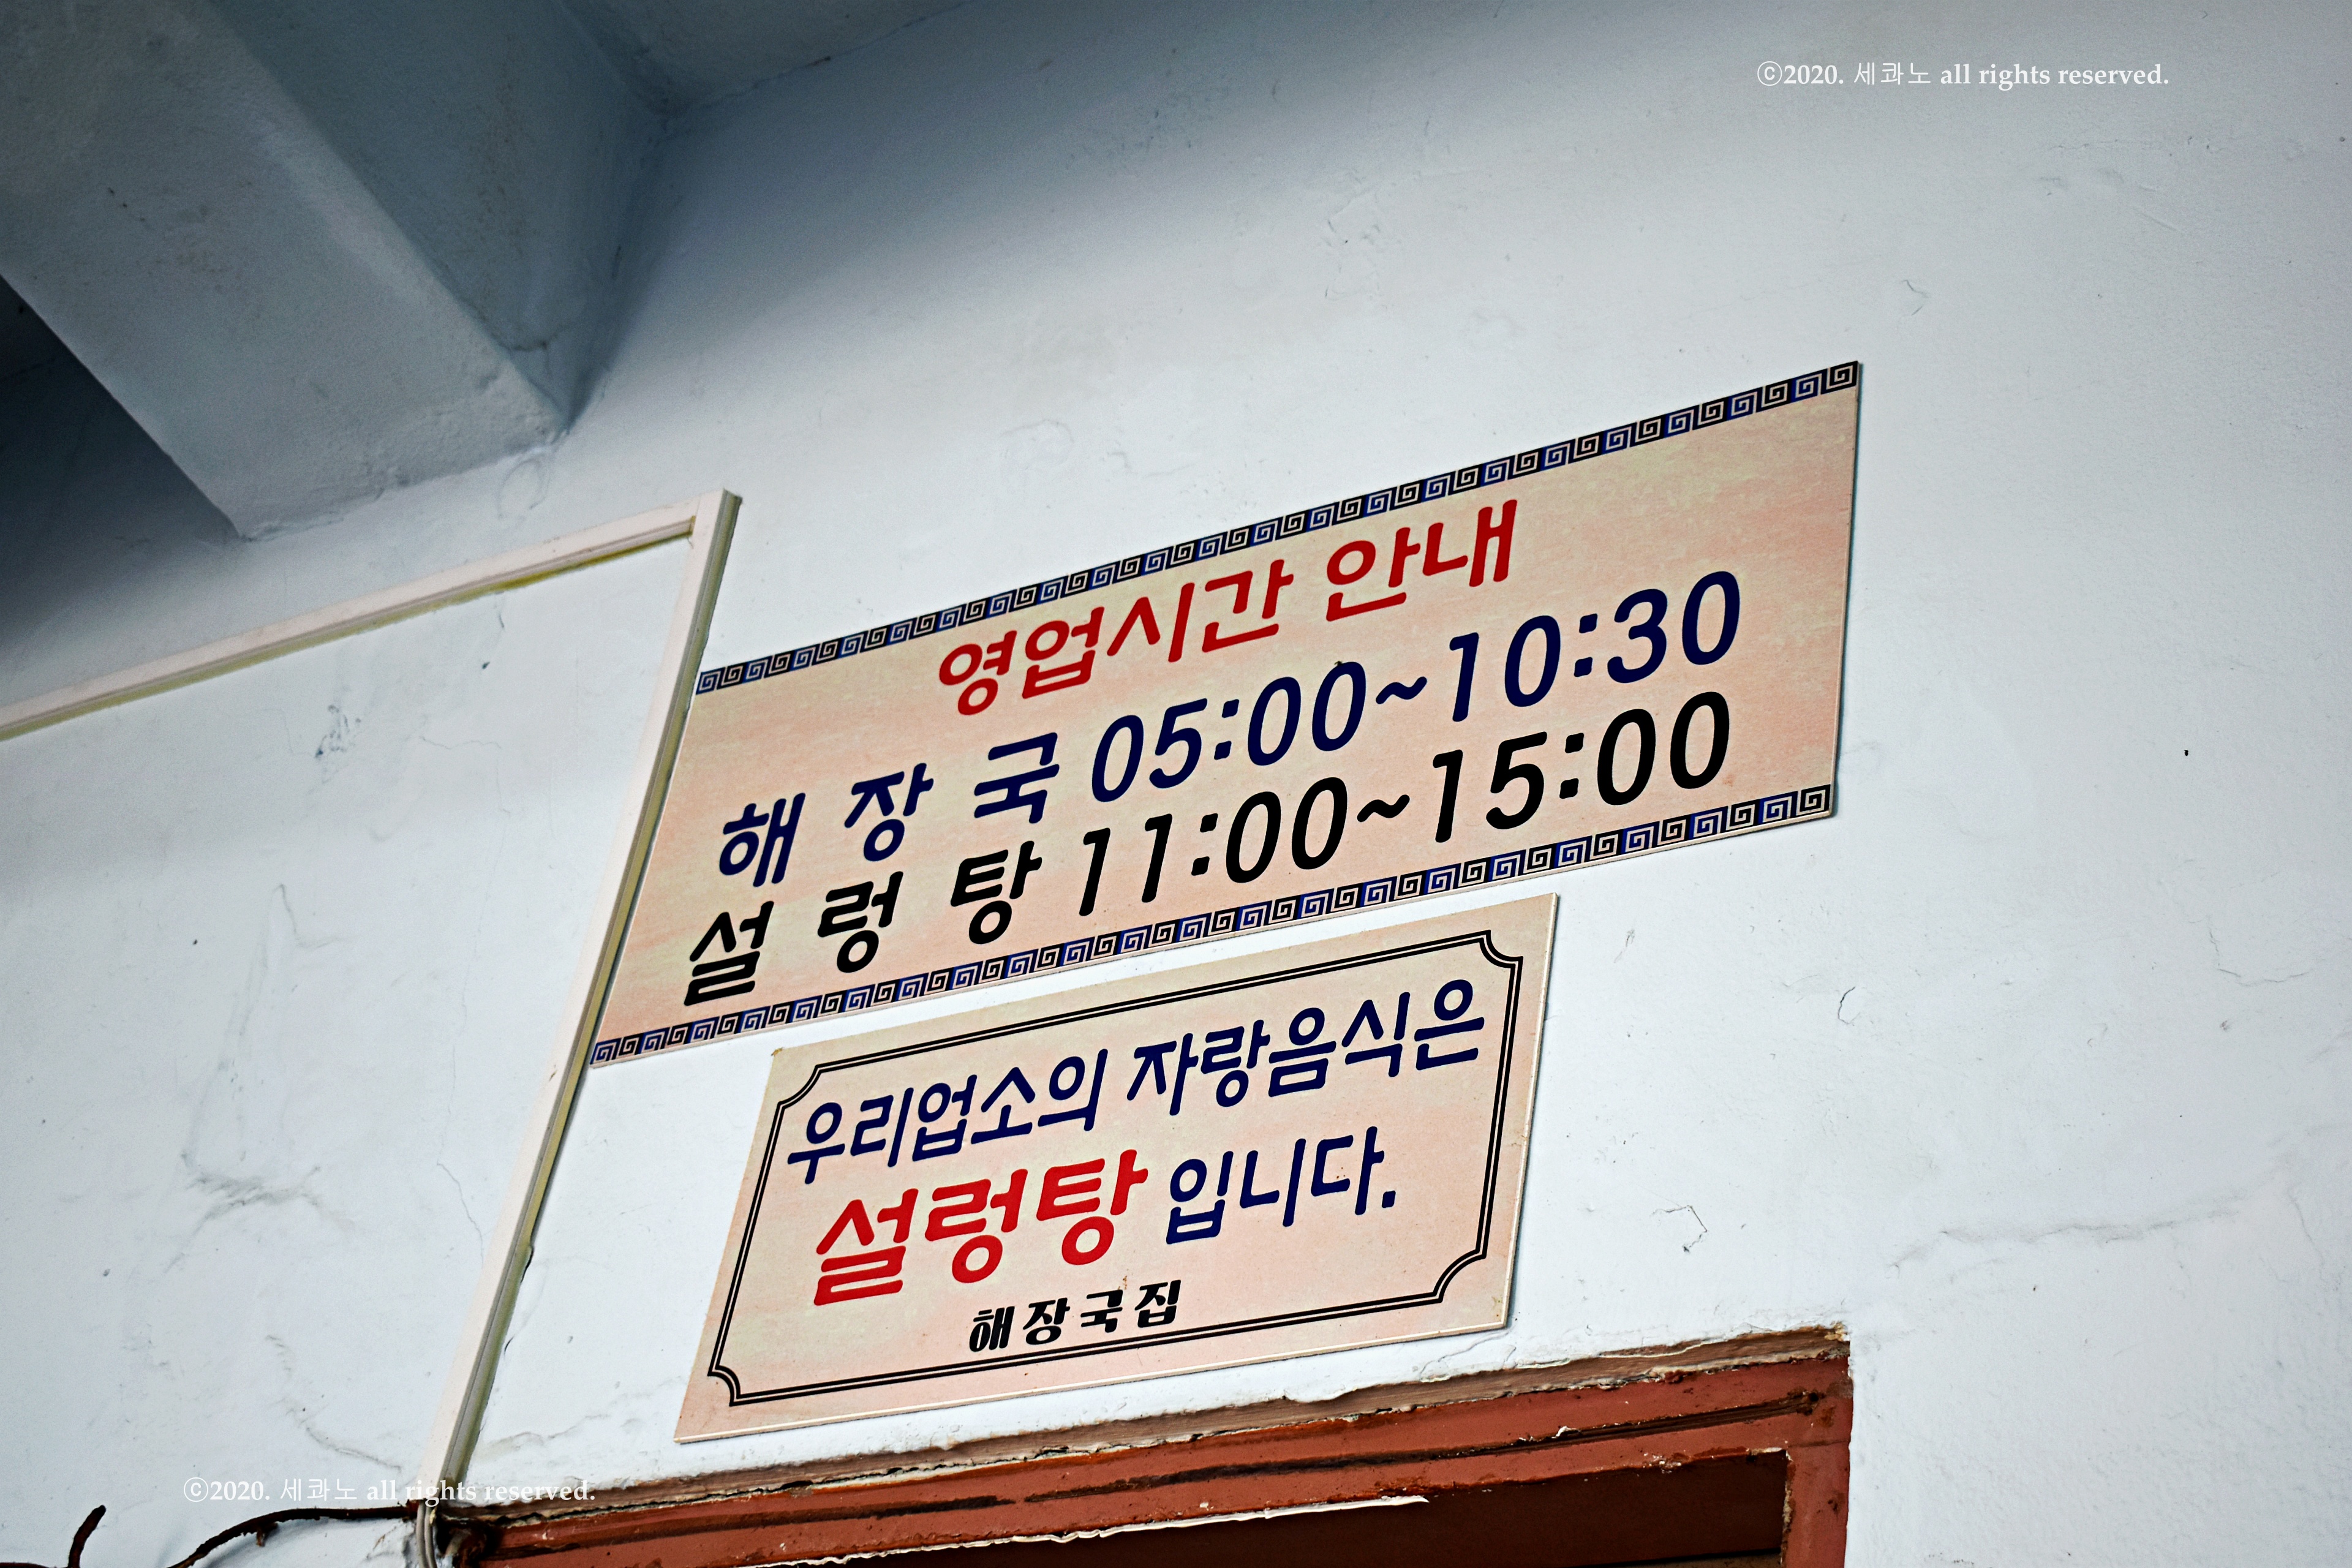 ⓒ2020. 세콰노 all rights reserved.
영업시간 안내
해 장 국 05:00~10:30
설 렁 탕 11:00~15:00
우리업소의 자랑음식은
설렁탕 입니다.
해장국집
ⓒ2020. 세콰노 all rights reserved.